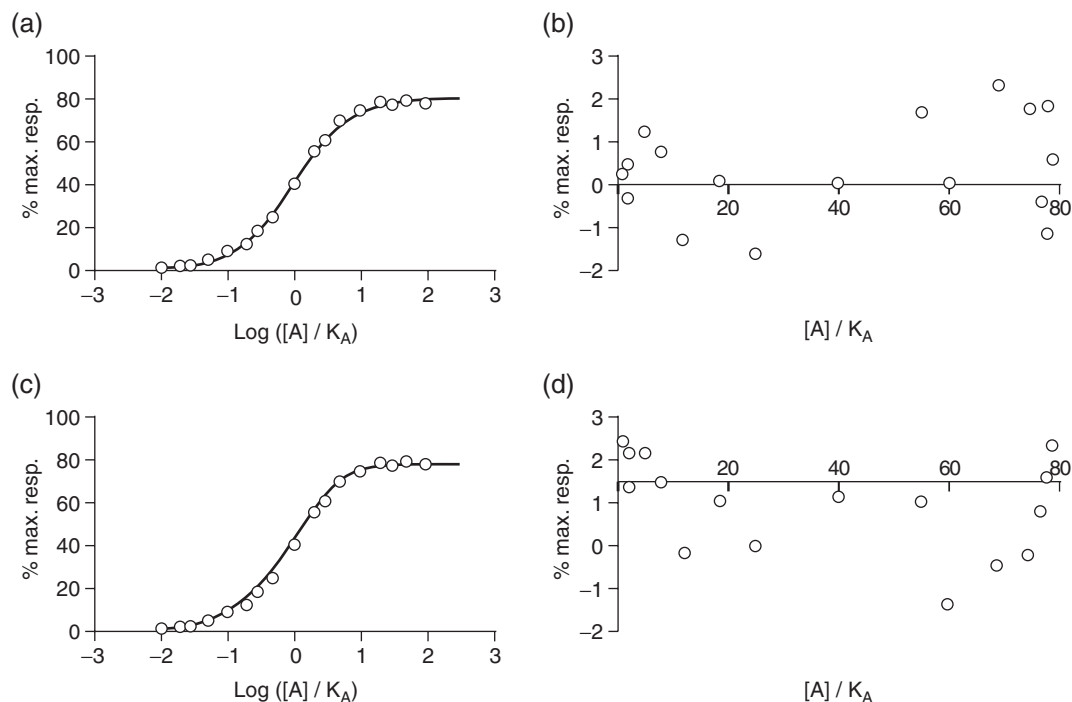 (a)
100
80
60
40
20
0
% max. resp.
−3 −2 −1 0 1 2 3
Log ([A] / K_A)
(b)
3
2
1
0
−1
−2
% max. resp.
20 40 60 80
[A] / K_A
(c)
100
80
60
40
20
0
% max. resp.
−3 −2 −1 0 1 2 3
Log ([A] / K_A)
(d)
3
2
1
0
−1
−2
% max. resp.
20 40 60 80
[A] / K_A